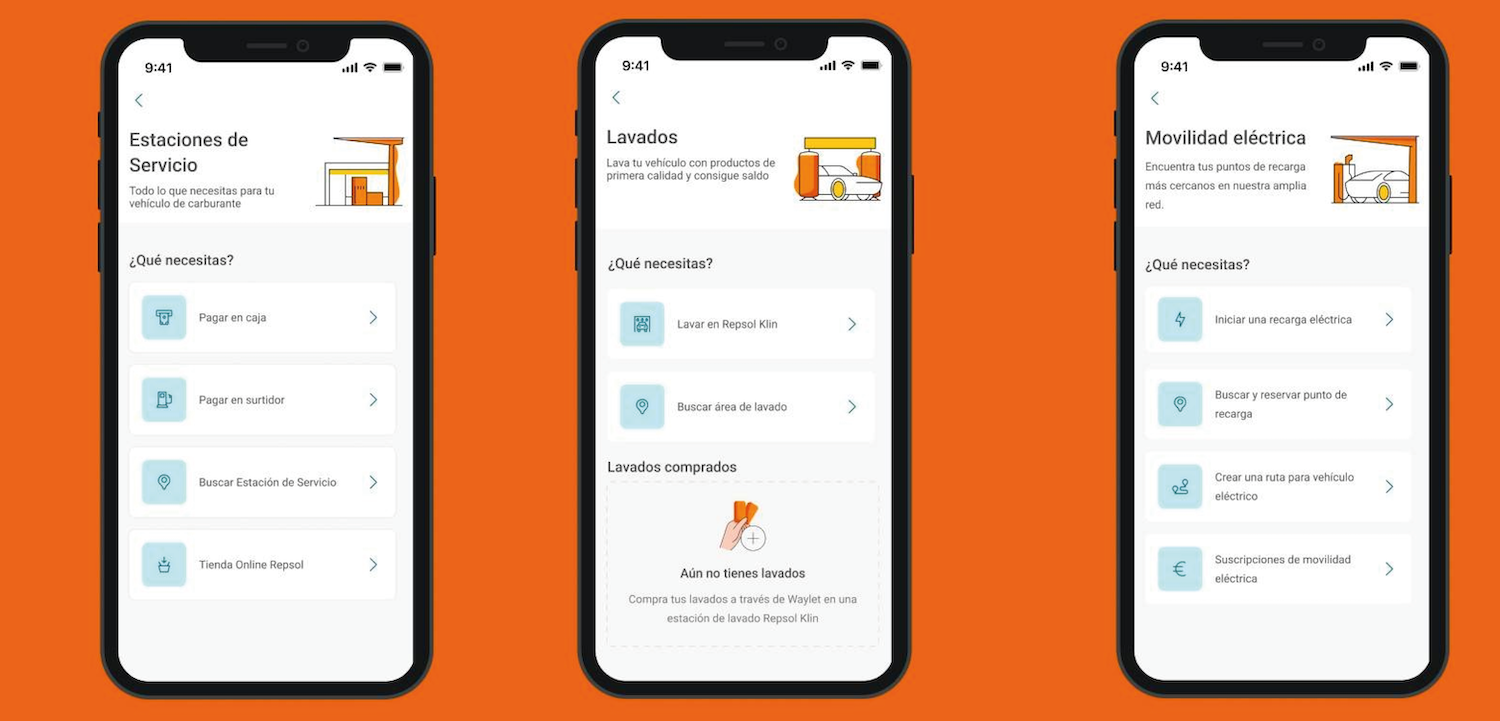 9:41
Estaciones de
Servicio
Todo lo que necesitas para tu
vehículo de carburante
¿Qué necesitas?
Pagar en caja
Pagar en surtidor
Buscar Estación de Servicio
Tienda Online Repsol
9:41
Lavados
Lava tu vehículo con productos de
primera calidad y consigue saldo
¿Qué necesitas?
Lavar en Repsol Klin
Buscar área de lavado
Lavados comprados
Aún no tienes lavados
Compra tus lavados a través de Waylet en una
estación de lavado Repsol Klin
9:41
Movilidad eléctrica
Encuentra tus puntos de recarga
más cercanos en nuestra amplia
red.
¿Qué necesitas?
Iniciar una recarga eléctrica
Buscar y reservar punto de
recarga
Crear una ruta para vehículo
eléctrico
€
Suscripciones de movilidad
eléctrica